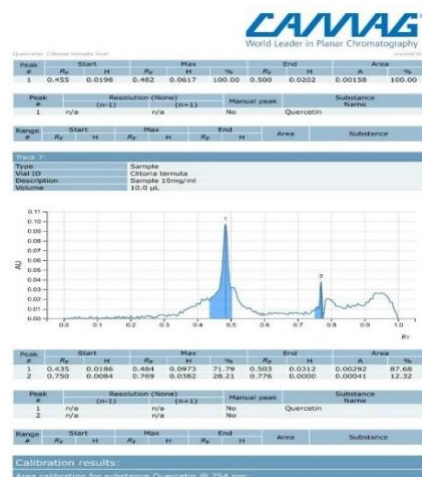 CAMAG
World Leader in Planar Chromatography
Peak Start Max End Area
# RF H RF H % RF H A %
1 0.455 0.0198 0.482 0.0617 100.00 0.500 0.0202 0.00158 100.00
Peak Resolution (None) Manual peak Substance
# (n-1) (n+1) Name
1 n/a n/a No Quercetin
Range Start Max End Area Substance
# RF H RF H RF H
Track 7:
Type Sample
Vial ID Clitoria ternuta
Description Sample 10mg/ml
Volume 10.0 µL
0.11
0.10
0.09
0.08
0.07
0.06
0.05
0.04
0.03
0.02
0.01
0.00
AU
1
2
0.0 0.1 0.2 0.3 0.4 0.5 0.6 0.7 0.8 0.9 1.0
RF
Peak Start Max End Area
# RF H RF H % RF H A %
1 0.435 0.0186 0.484 0.0973 71.79 0.503 0.0312 0.00292 87.68
2 0.750 0.0084 0.769 0.0382 28.21 0.776 0.0000 0.00041 12.32
Peak Resolution (None) Manual peak Substance
# (n-1) (n+1) Name
1 n/a n/a No Quercetin
2 n/a n/a No
Range Start Max End Area Substance
# RF H RF H RF H
Calibration results:
Area calibration for substance Quercetin @ 254 nm: